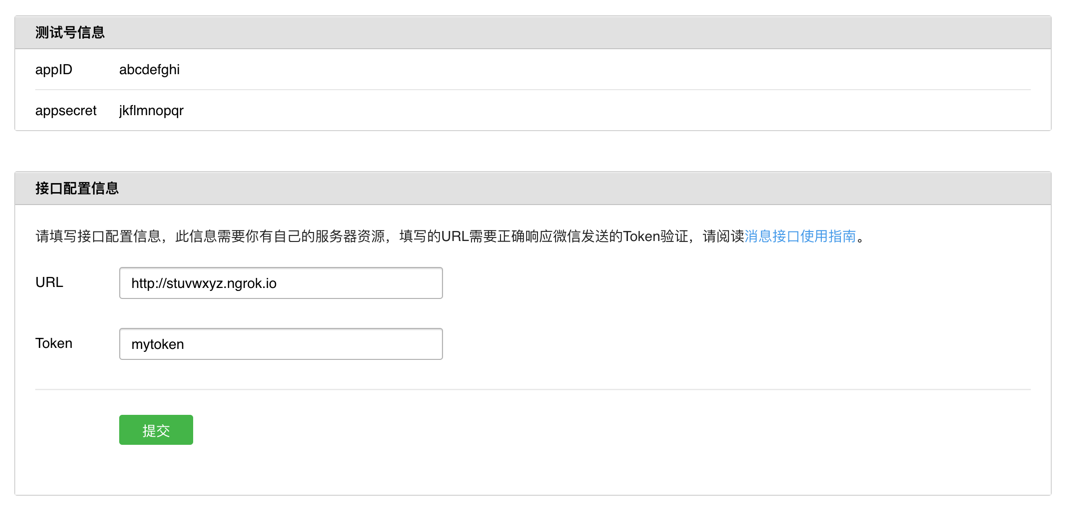 测试号信息
appID abcdefghi
appsecret jkflmnopqr
接口配置信息
请填写接口配置信息，此信息需要你有自己的服务器资源，填写的URL需要正确响应微信发送的Token验证，请阅读消息接口使用指南。
URL http://stuvwxyz.ngrok.io
Token mytoken
提交